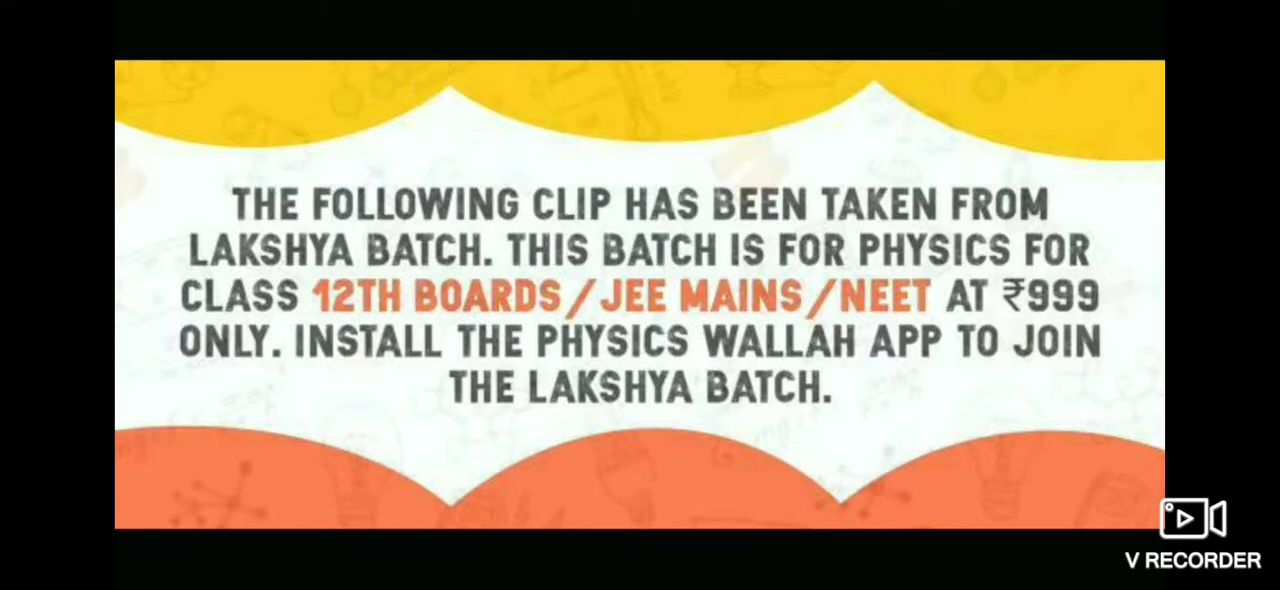 THE FOLLOWING CLIP HAS BEEN TAKEN FROM
LAKSHYA BATCH. THIS BATCH IS FOR PHYSICS FOR
CLASS 12TH BOARDS/JEE MAINS/NEET AT ₹999
ONLY. INSTALL THE PHYSICS WALLAH APP TO JOIN
THE LAKSHYA BATCH.
V RECORDER